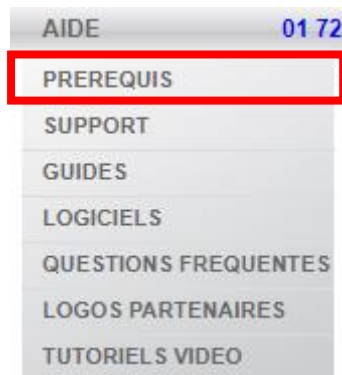 AIDE 01 72
PREREQUIS
SUPPORT
GUIDES
LOGICIELS
QUESTIONS FREQUENTES
LOGOS PARTENAIRES
TUTORIELS VIDEO